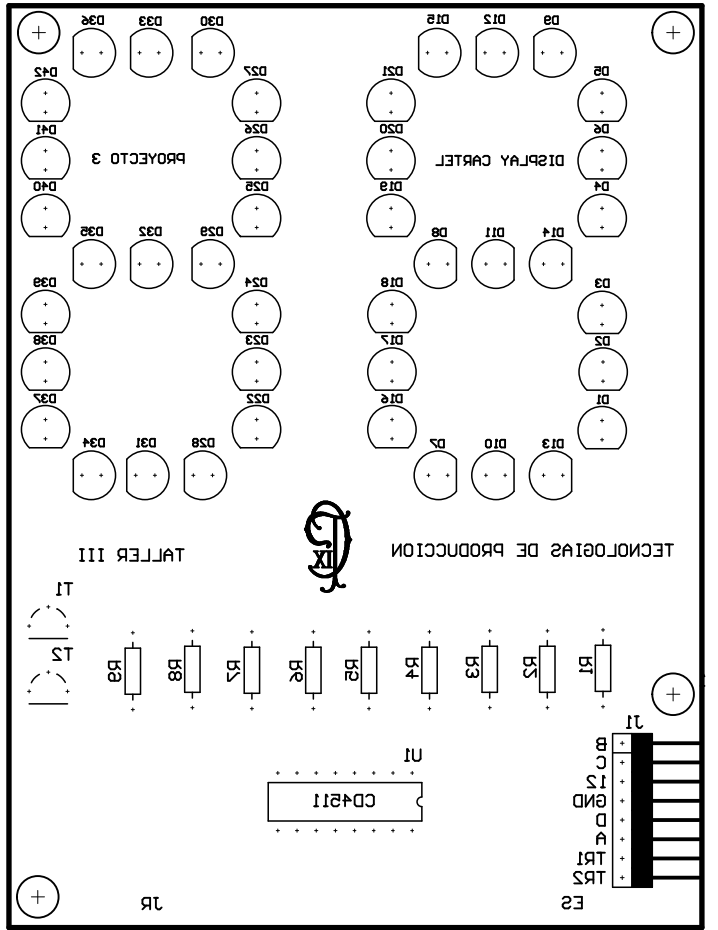 D36 D33 D30 D15 D12 D9
D42 D27 D21 D5
D41 D26 D20 D6
PROYECTO 3 DISPLAY CARTEL
D40 D25 D19 D4
D35 D32 D29 D8 D11 D14
D39 D24 D18 D3
D38 D23 D17 D2
D37 D22 D16 D1
D34 D31 D28 D7 D10 D13
IX
TALLER III TECNOLOGIAS DE PRODUCCION
T1
T2
R9 R8 R7 R6 R5 R4 R3 R2 R1
J1
U1
CD4511
B
C
12
GND
D
A
TR1
TR2
JR ES